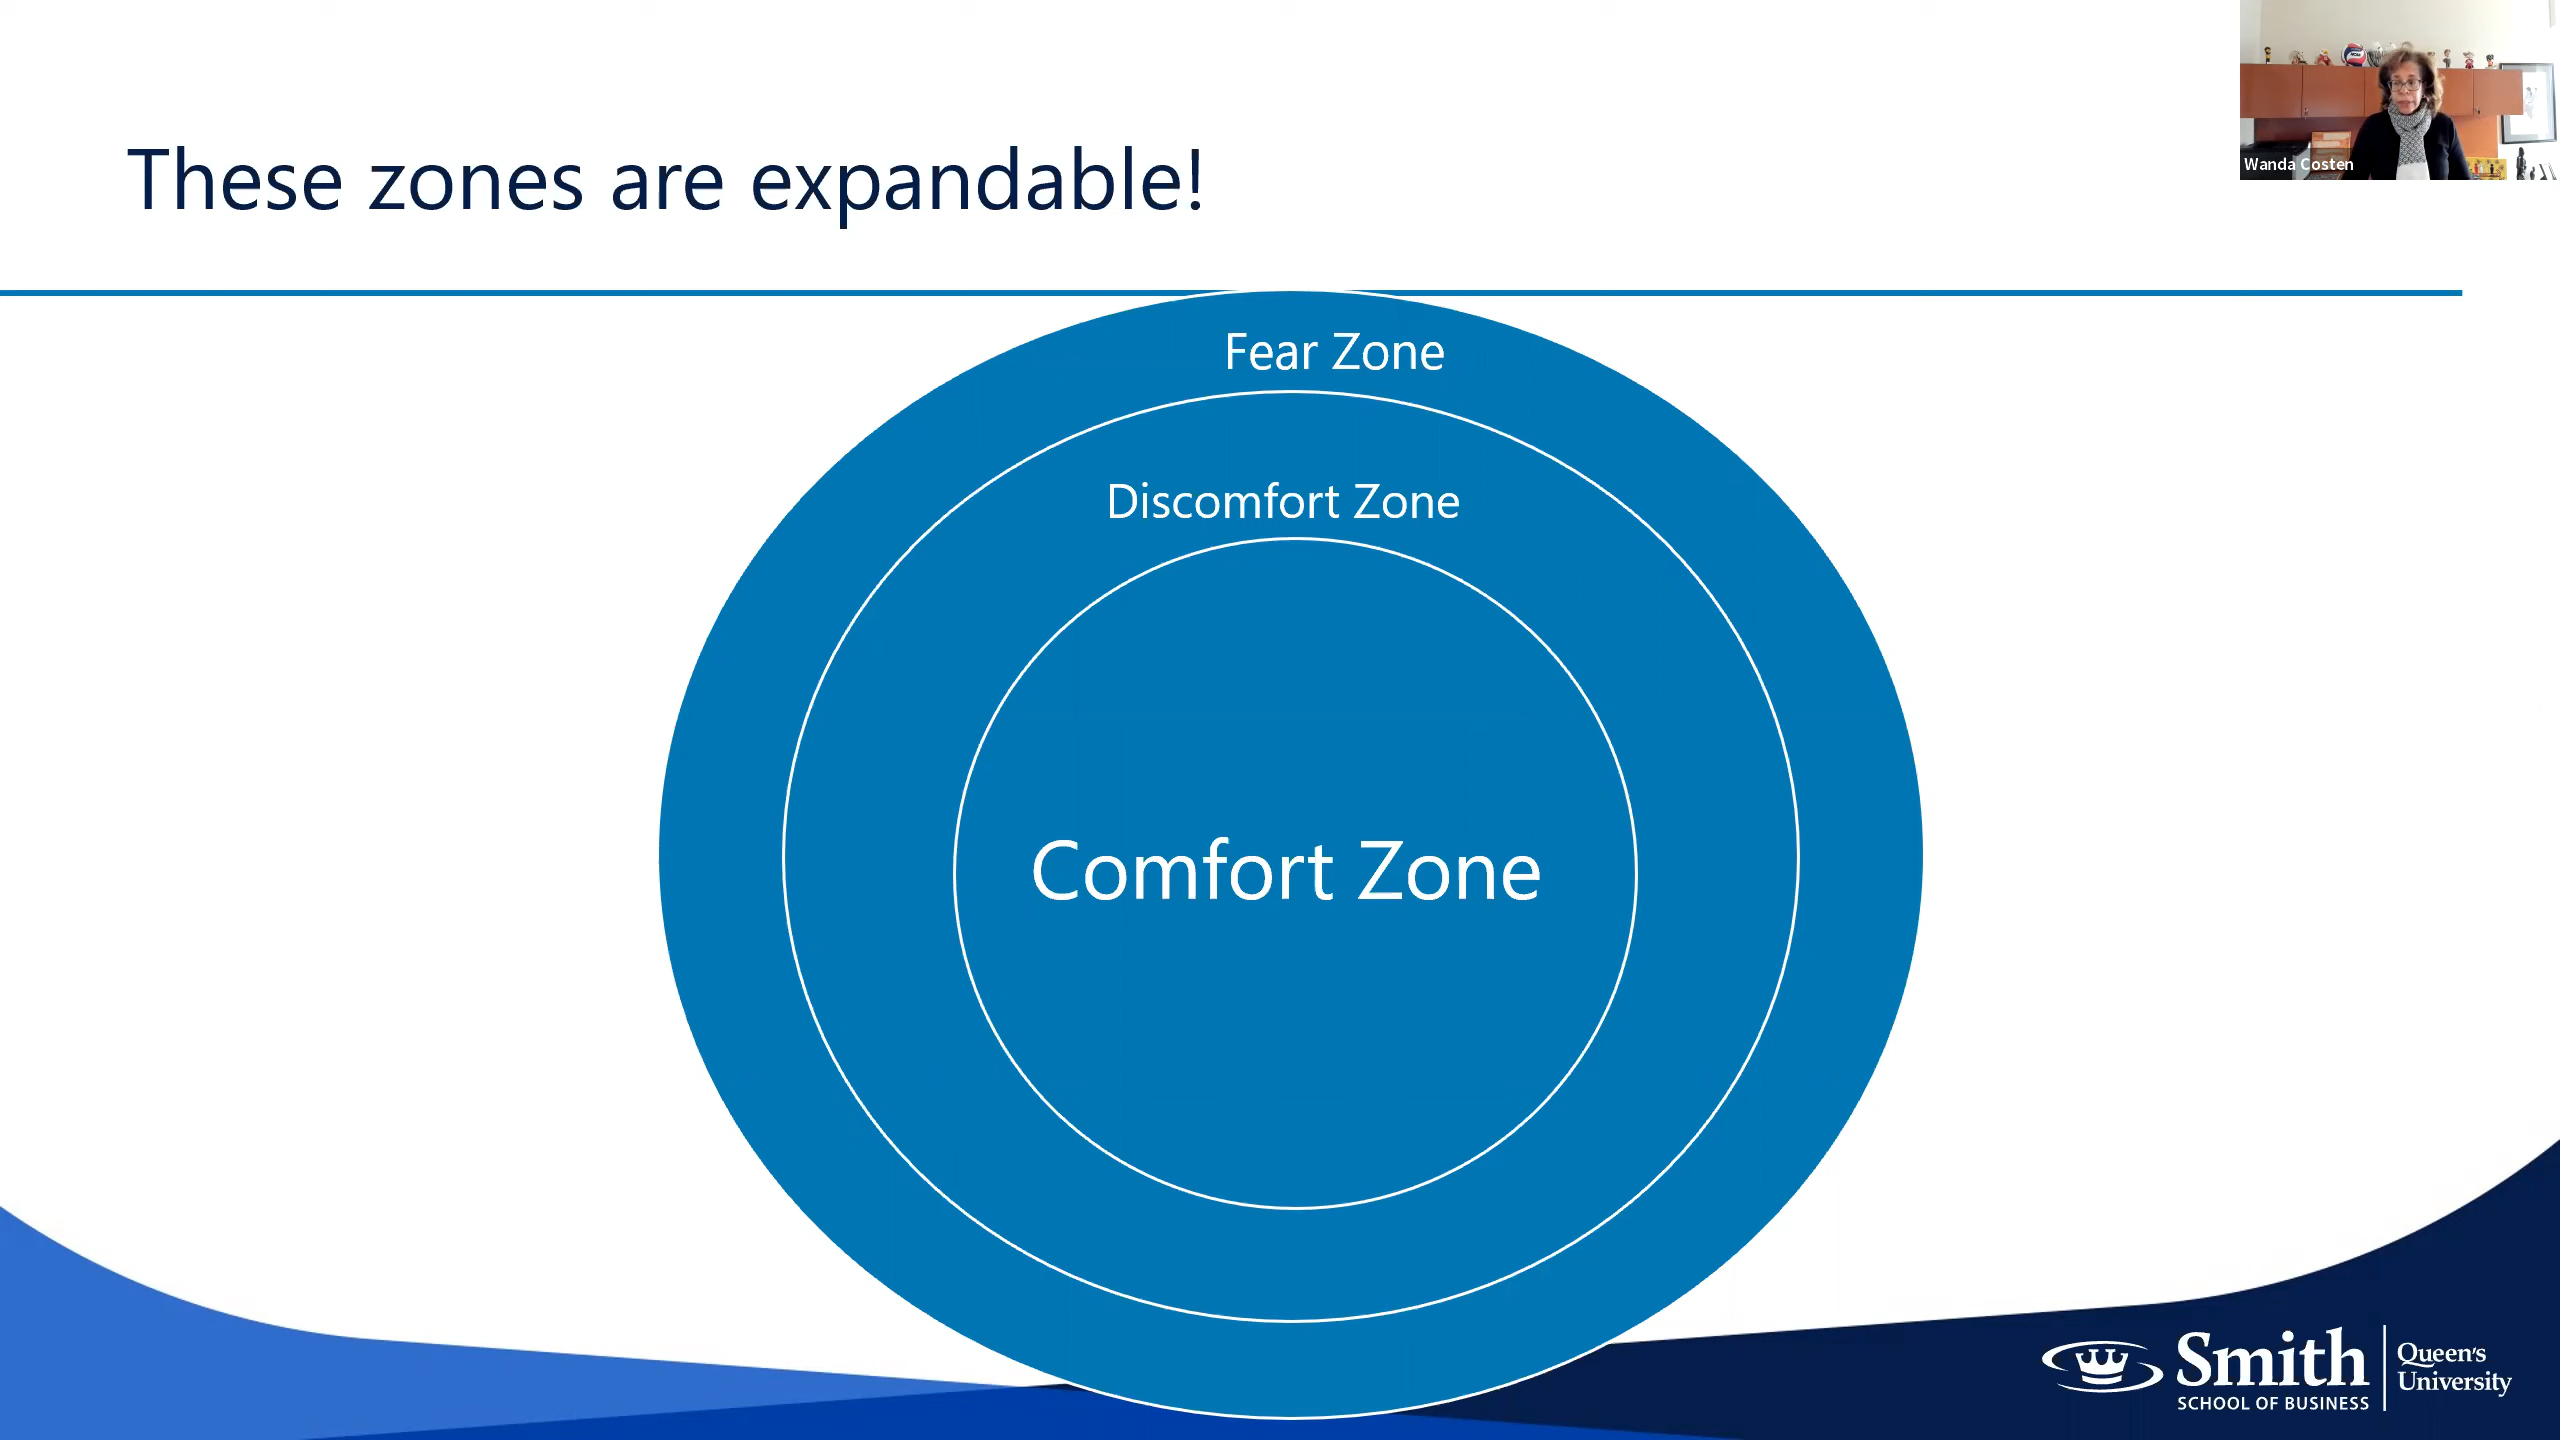 These zones are expandable!
Wanda Costen
Fear Zone
Discomfort Zone
Comfort Zone
Smith
SCHOOL OF BUSINESS
Queen's
University